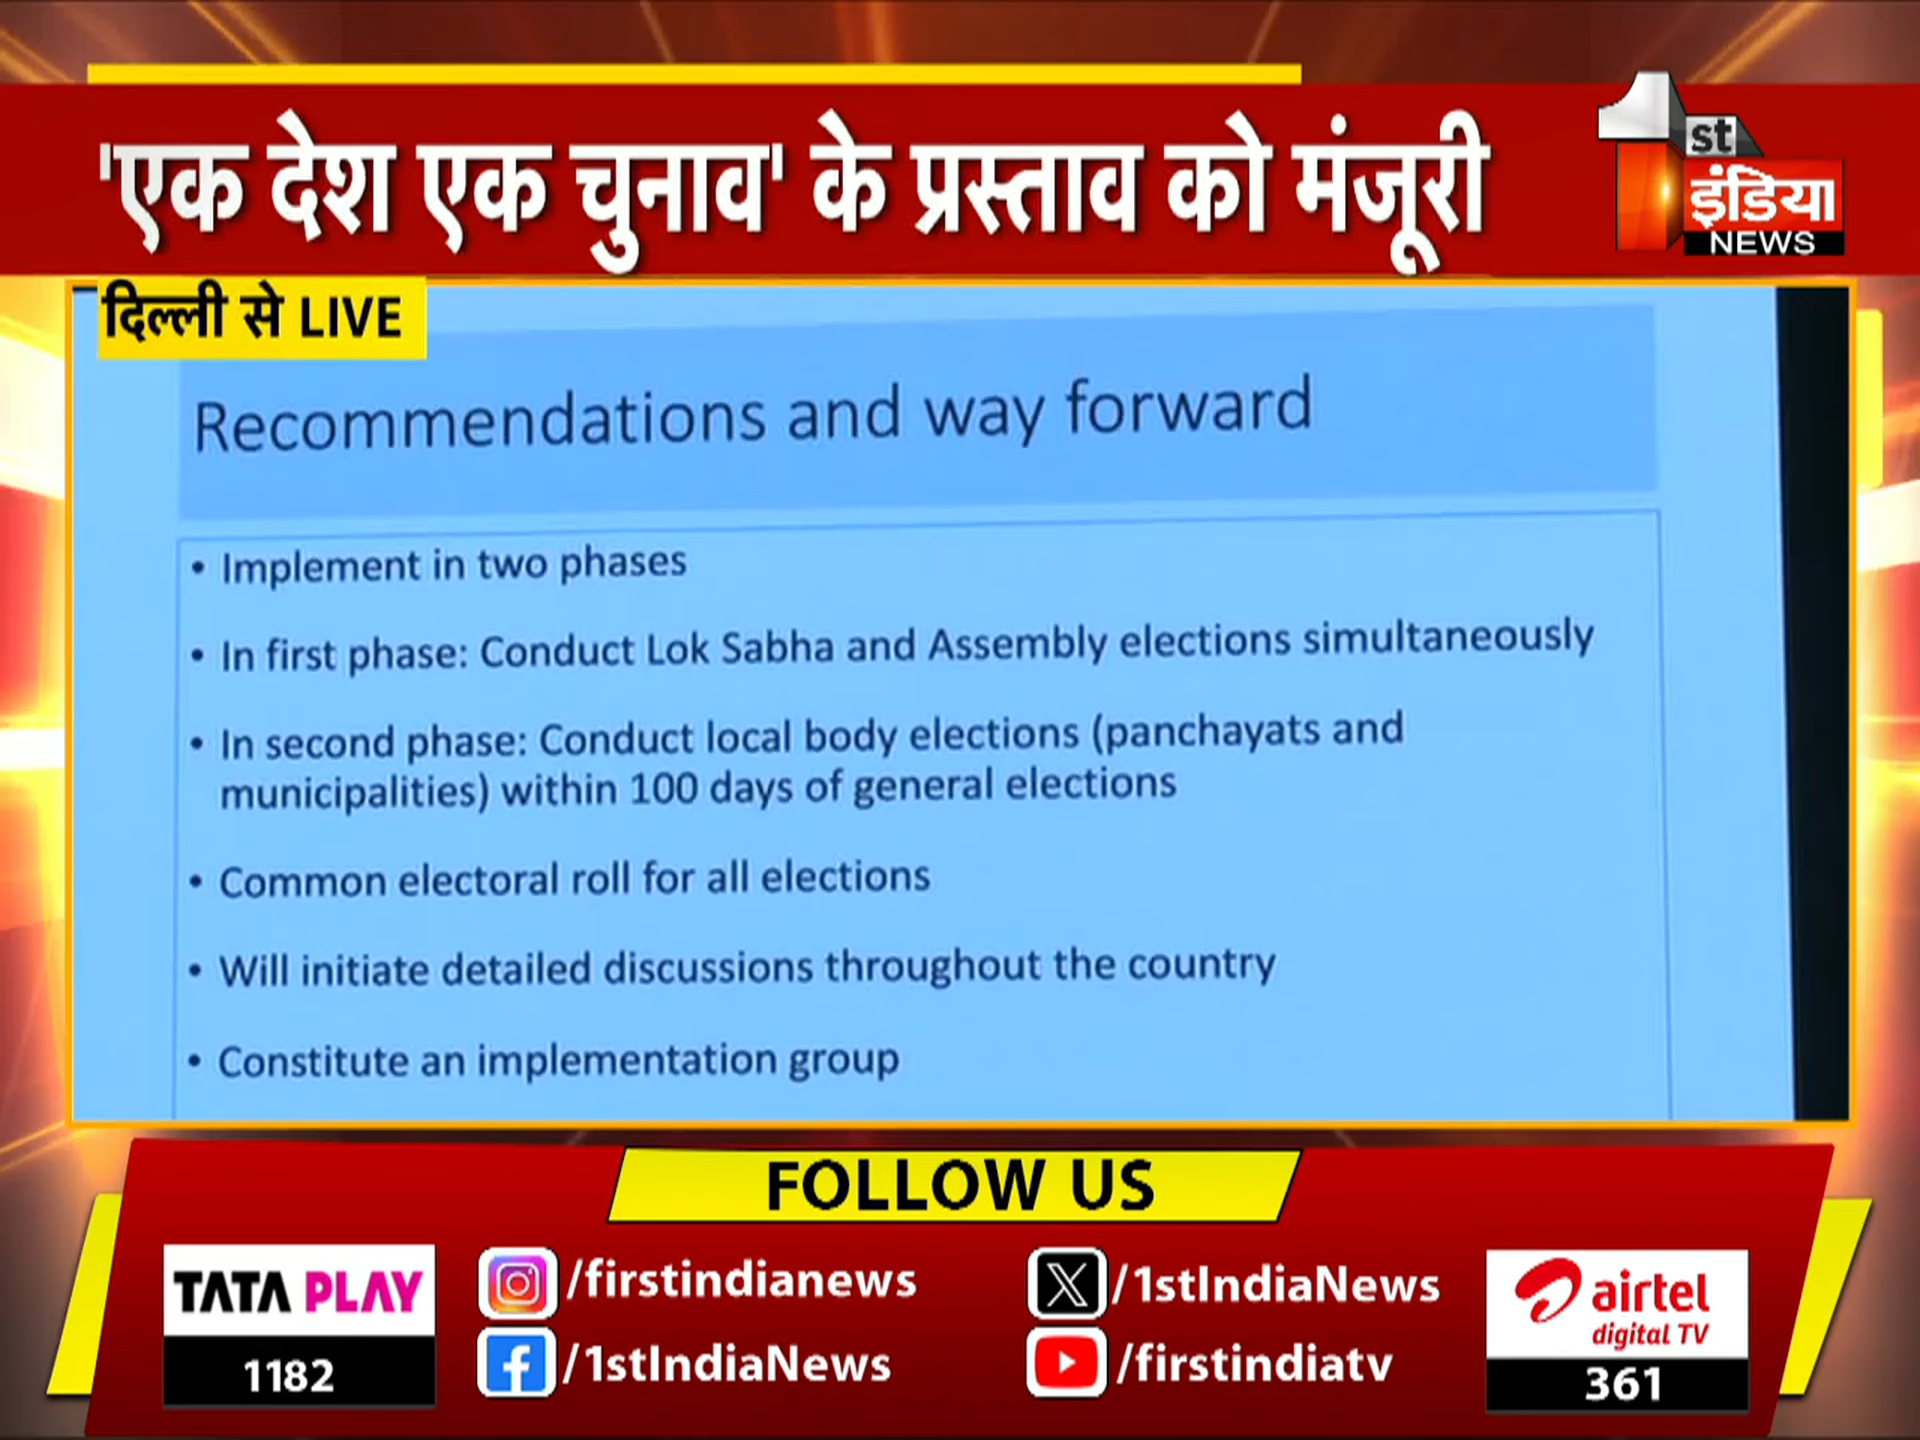 'एक देश एक चुनाव' के प्रस्ताव को मंजूरी
1st
इंडिया
NEWS
दिल्ली से LIVE
Recommendations and way forward
• Implement in two phases
• In first phase: Conduct Lok Sabha and Assembly elections simultaneously
• In second phase: Conduct local body elections (panchayats and
municipalities) within 100 days of general elections
• Common electoral roll for all elections
• Will initiate detailed discussions throughout the country
• Constitute an implementation group
FOLLOW US
TATA PLAY
1182
/firstindianews
/1stIndiaNews
/1stIndiaNews
/firstindiatv
airtel
digital TV
361